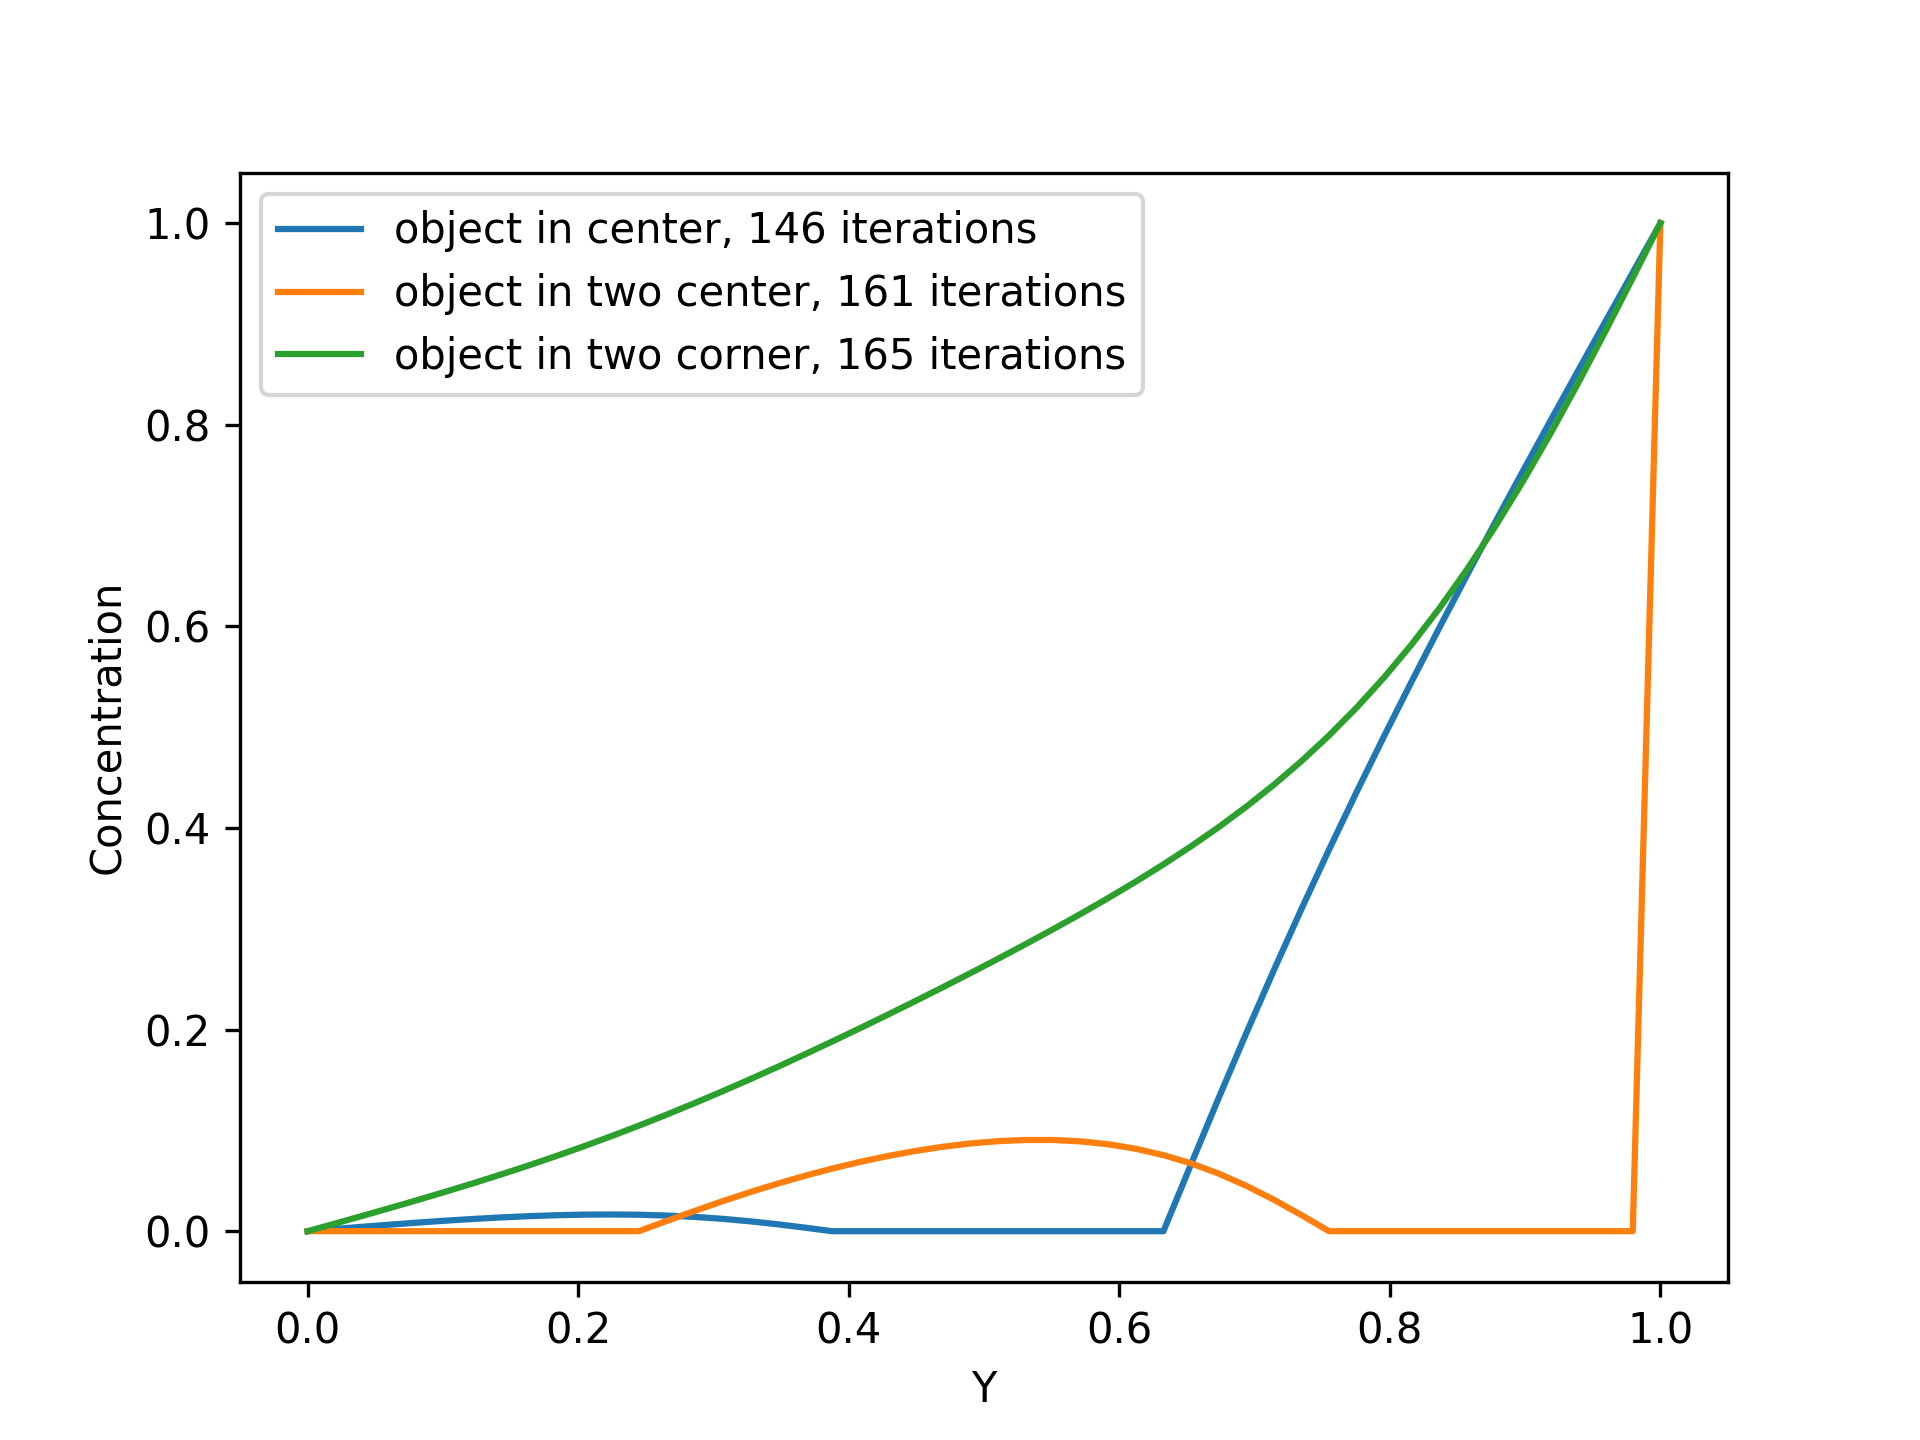 object in center, 146 iterations
object in two center, 161 iterations
object in two corner, 165 iterations
1.0
0.8
0.6
0.4
0.2
0.0
Concentration
0.0 0.2 0.4 0.6 0.8 1.0
Y